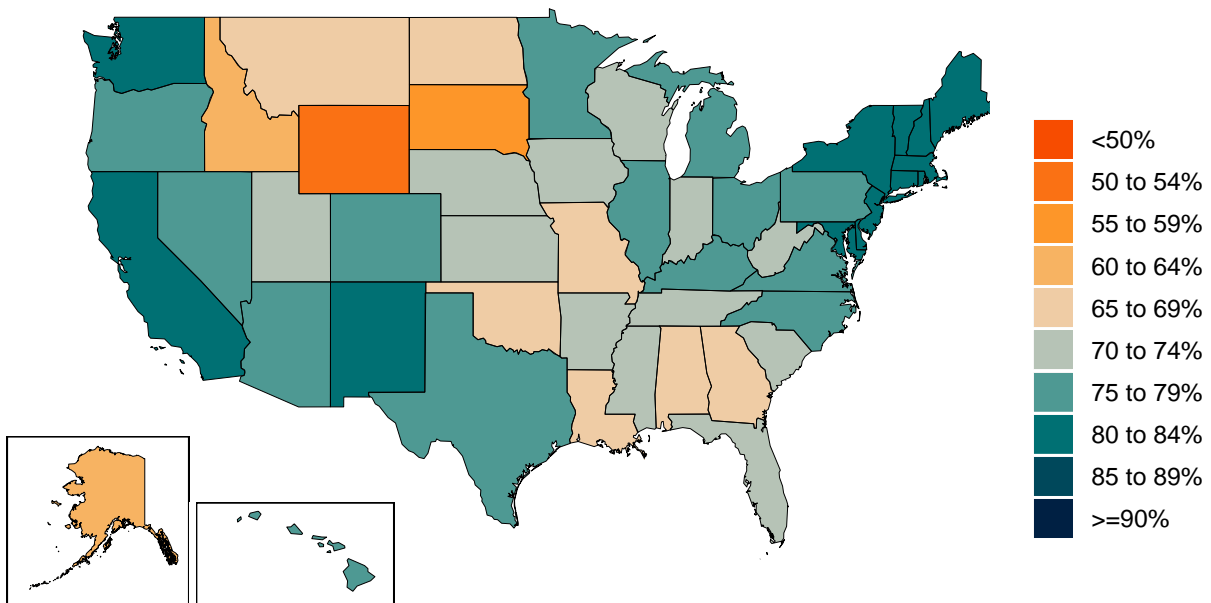 <50%
50 to 54%
55 to 59%
60 to 64%
65 to 69%
70 to 74%
75 to 79%
80 to 84%
85 to 89%
>=90%